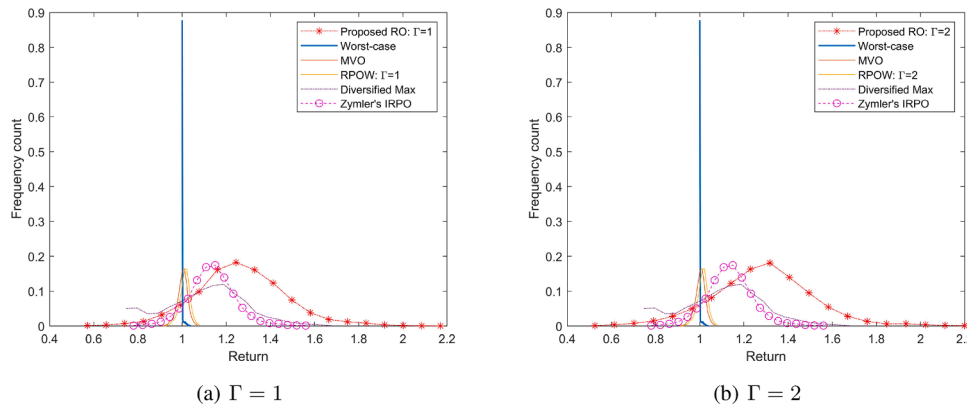 0.9
0.8
0.7
0.6
0.5
0.4
0.3
0.2
0.1
0
Frequency count
0.4 0.6 0.8 1 1.2 1.4 1.6 1.8 2 2.2
Return
Proposed RO: Γ=1
Worst-case
MVO
RPOW: Γ=1
Diversified Max
Zymler's IRPO
(a) Γ = 1
0.9
0.8
0.7
0.6
0.5
0.4
0.3
0.2
0.1
0
Frequency count
0.4 0.6 0.8 1 1.2 1.4 1.6 1.8 2 2.2
Return
Proposed RO: Γ=2
Worst-case
MVO
RPOW: Γ=2
Diversified Max
Zymler's IRPO
(b) Γ = 2